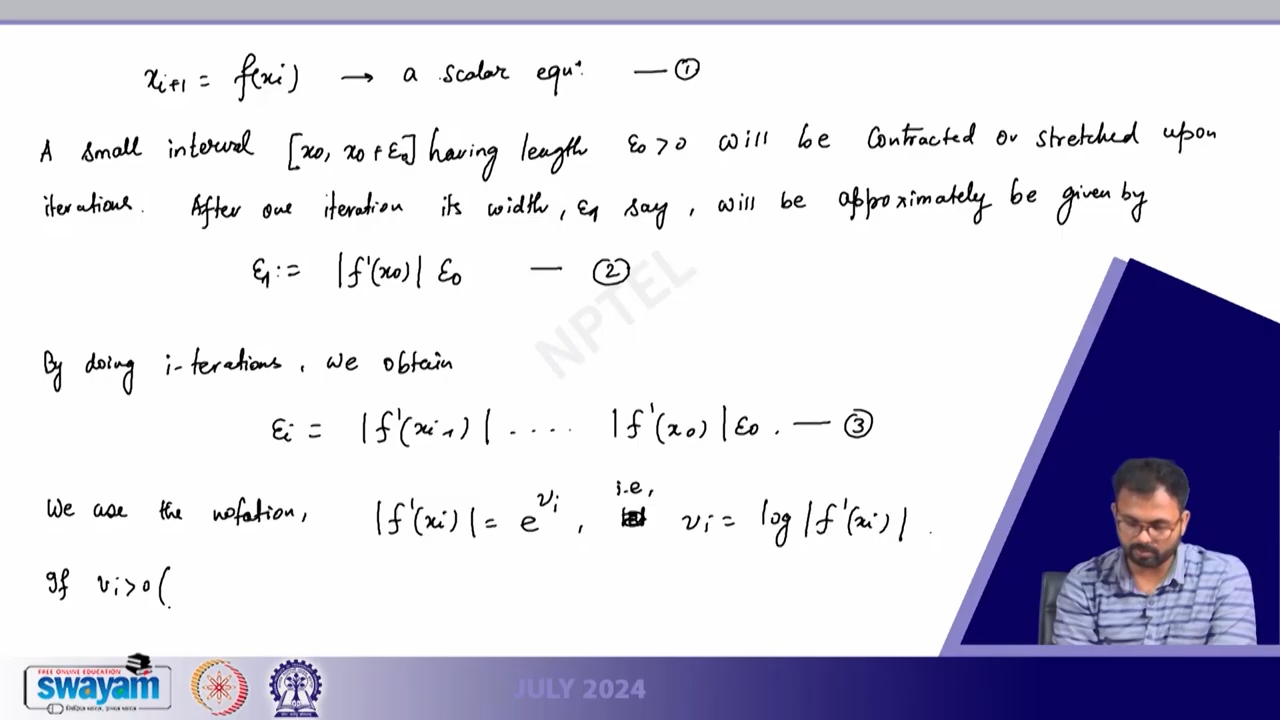 xi+1 = f(xi) → a scalar equⁿ. — ①
A small interval [x0, x0 + ε0] having length ε0 > 0 will be contracted or stretched upon
iterations. After one iteration its width, ε1 say, will be approximately be given by
ε1 := |f'(x0)| ε0 — ②
NPTEL
By doing i-terations, we obtain
εi = |f'(xi-1)| .... |f'(x0)| ε0. — ③
We use the notation, |f'(xi)| = e^νi, i.e, νi = log |f'(xi)|.
If νi > 0 (
FREE ONLINE EDUCATION
swayam
JULY 2024